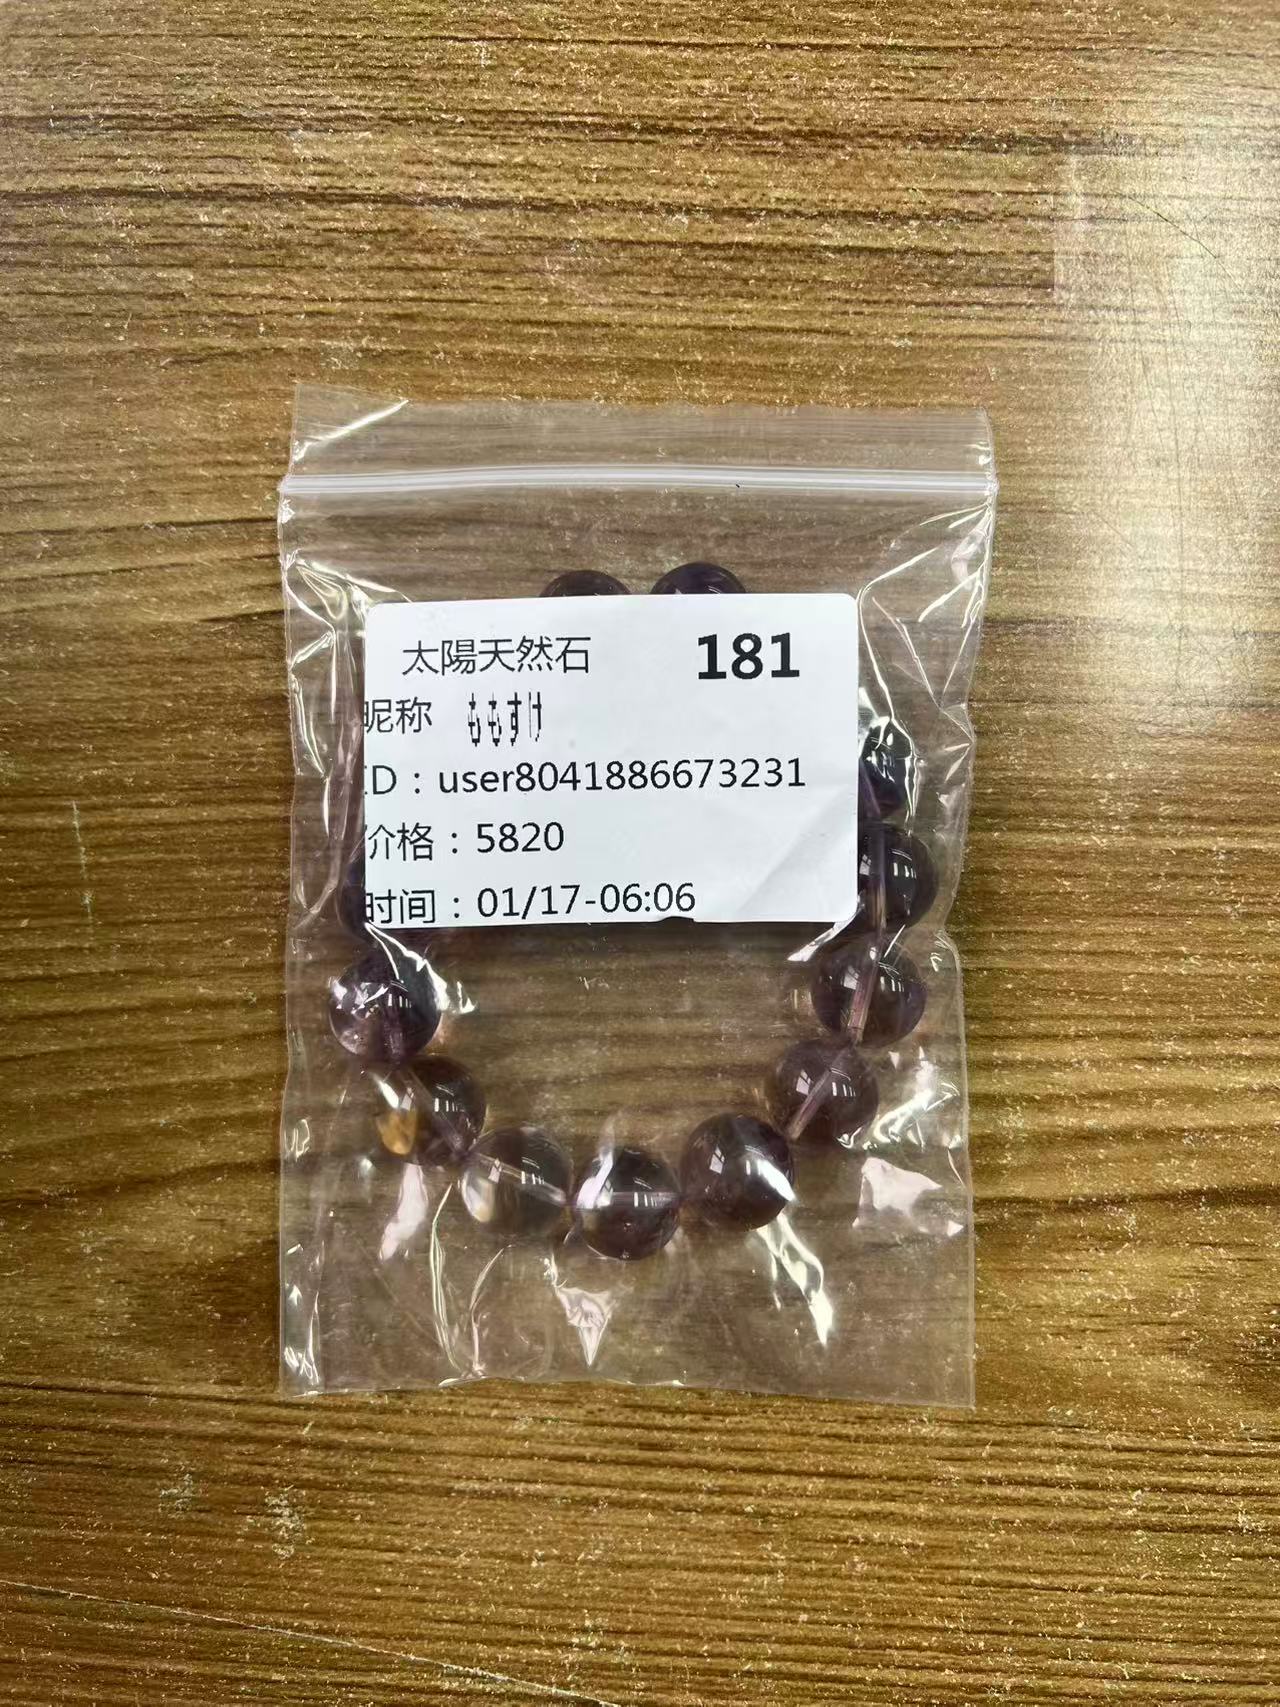 太陽天然石 181
昵称 ももすけ
ID：user8041886673231
价格：5820
时间：01/17-06:06